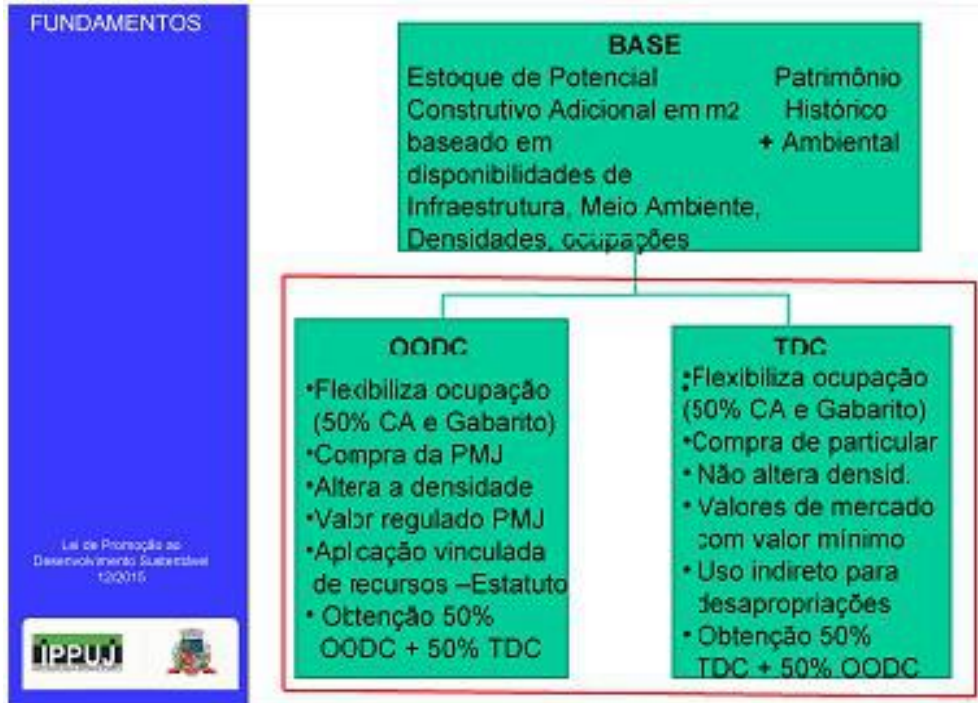 FUNDAMENTOS
BASE
Estoque de Potencial
Construtivo Adicional em m2
baseado em
disponibilidades de
Infraestrutura, Meio Ambiente,
Densidades, ocupações
Patrimônio
Histórico
+ Ambiental
OODC
•Flexibiliza ocupação
(50% CA e Gabarito)
•Compra da PMJ
•Altera a densidade
•Valor regulado PMJ
•Aplicação vinculada
de recursos –Estatuto
• Obtenção 50%
OODC + 50% TDC
TDC
•Flexibiliza ocupação
(50% CA e Gabarito)
•Compra de particular
• Não altera densid.
• Valores de mercado
com valor mínimo
• Uso indireto para
desapropriações
• Obtenção 50%
TDC + 50% OODC
Lei de Promoção ao
Desenvolvimento Sustentável
12/2015
IPPUJ